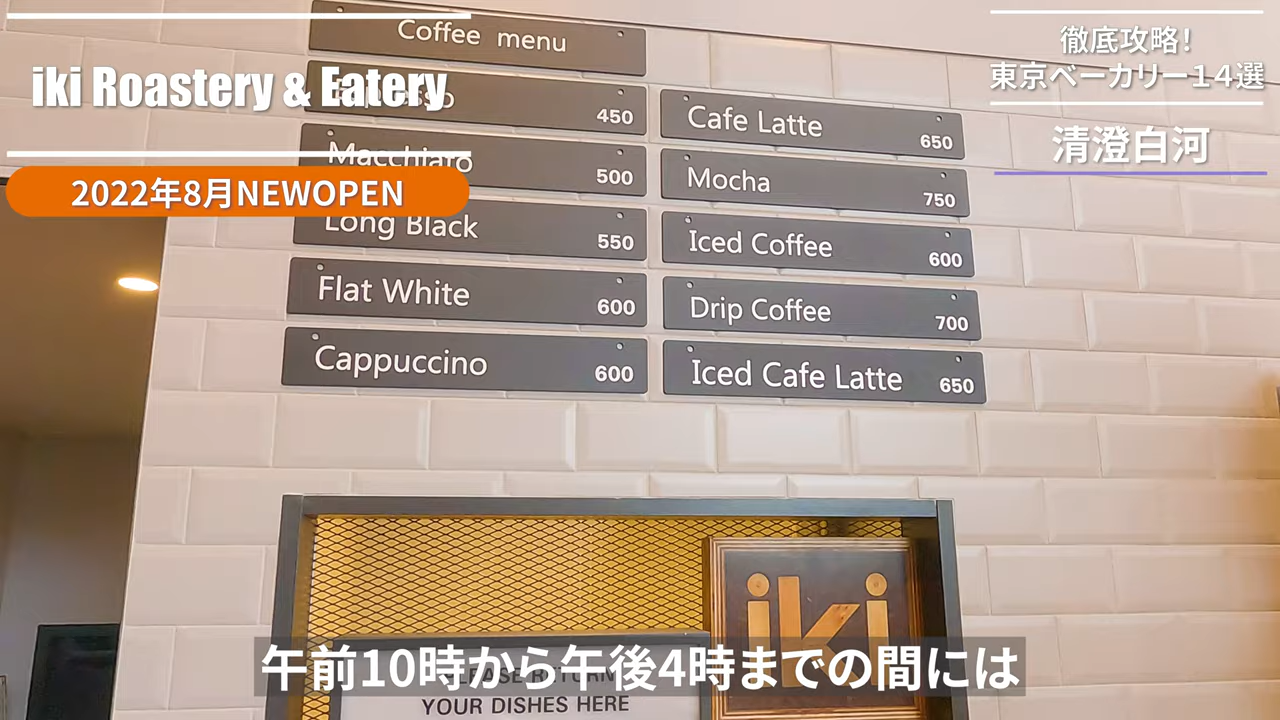 iki Roastery & Eatery
2022年8月NEWOPEN
徹底攻略！
東京ベーカリー１４選
清澄白河
Coffee menu
Espresso 450
Macchiato 500
Long Black 550
Flat White 600
Cappuccino 600
Cafe Latte 650
Mocha 750
Iced Coffee 600
Drip Coffee 700
Iced Cafe Latte 650
iki
PLEASE RETURN
YOUR DISHES HERE
午前10時から午後4時までの間には